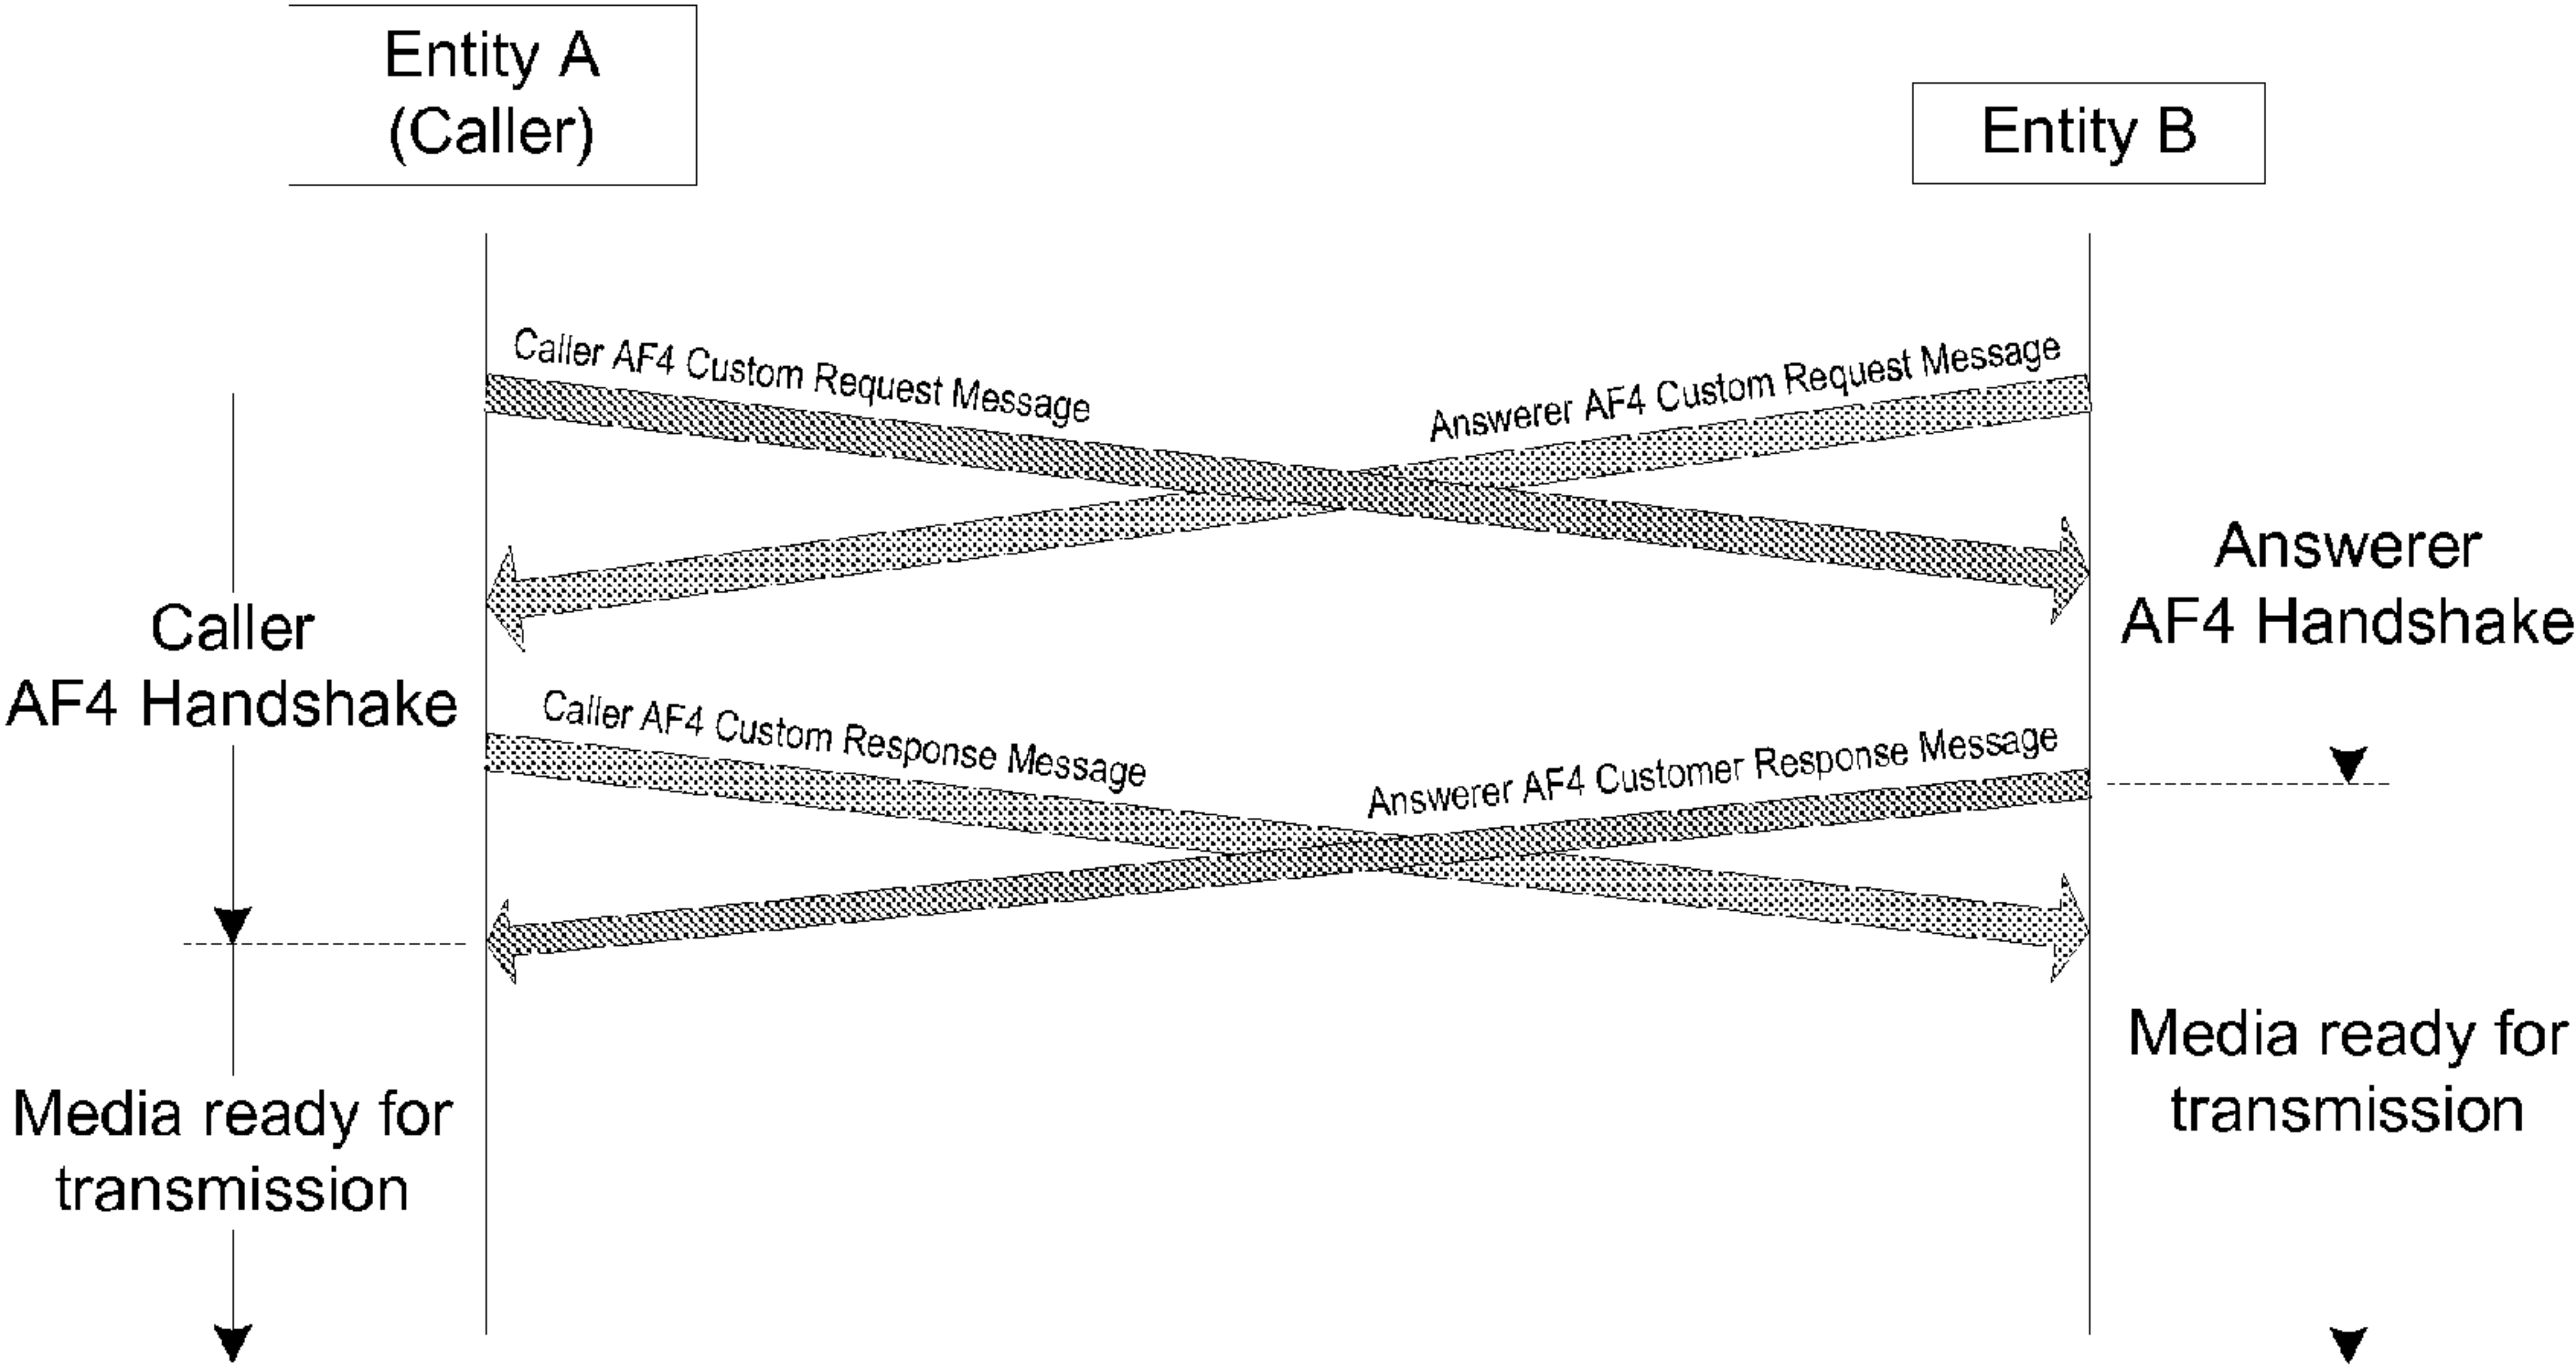 Entity A
(Caller)
Entity B
Caller AF4 Custom Request Message
Answerer AF4 Custom Request Message
Answerer
AF4 Handshake
Caller
AF4 Handshake
Caller AF4 Custom Response Message
Answerer AF4 Customer Response Message
Media ready for
transmission
Media ready for
transmission